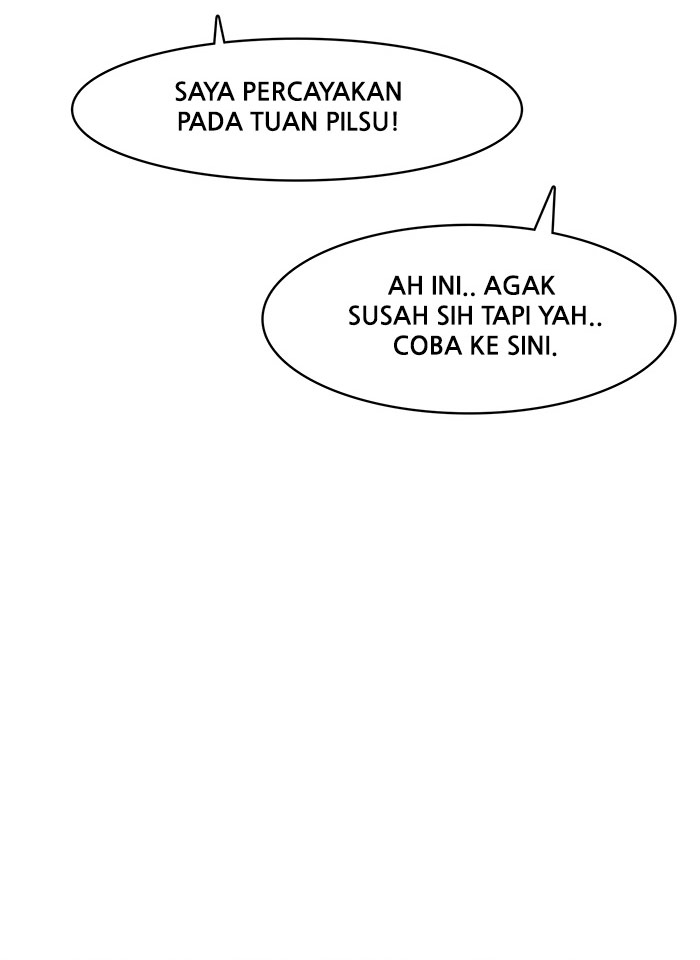 SAYA PERCAYAKAN
PADA TUAN PILSU!
AH INI.. AGAK
SUSAH SIH TAPI YAH..
COBA KE SINI.